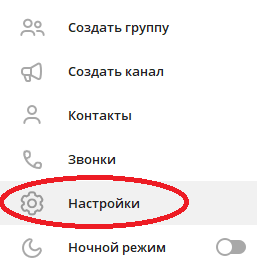 Создать группу
Создать канал
Контакты
Звонки
Настройки
Ночной режим